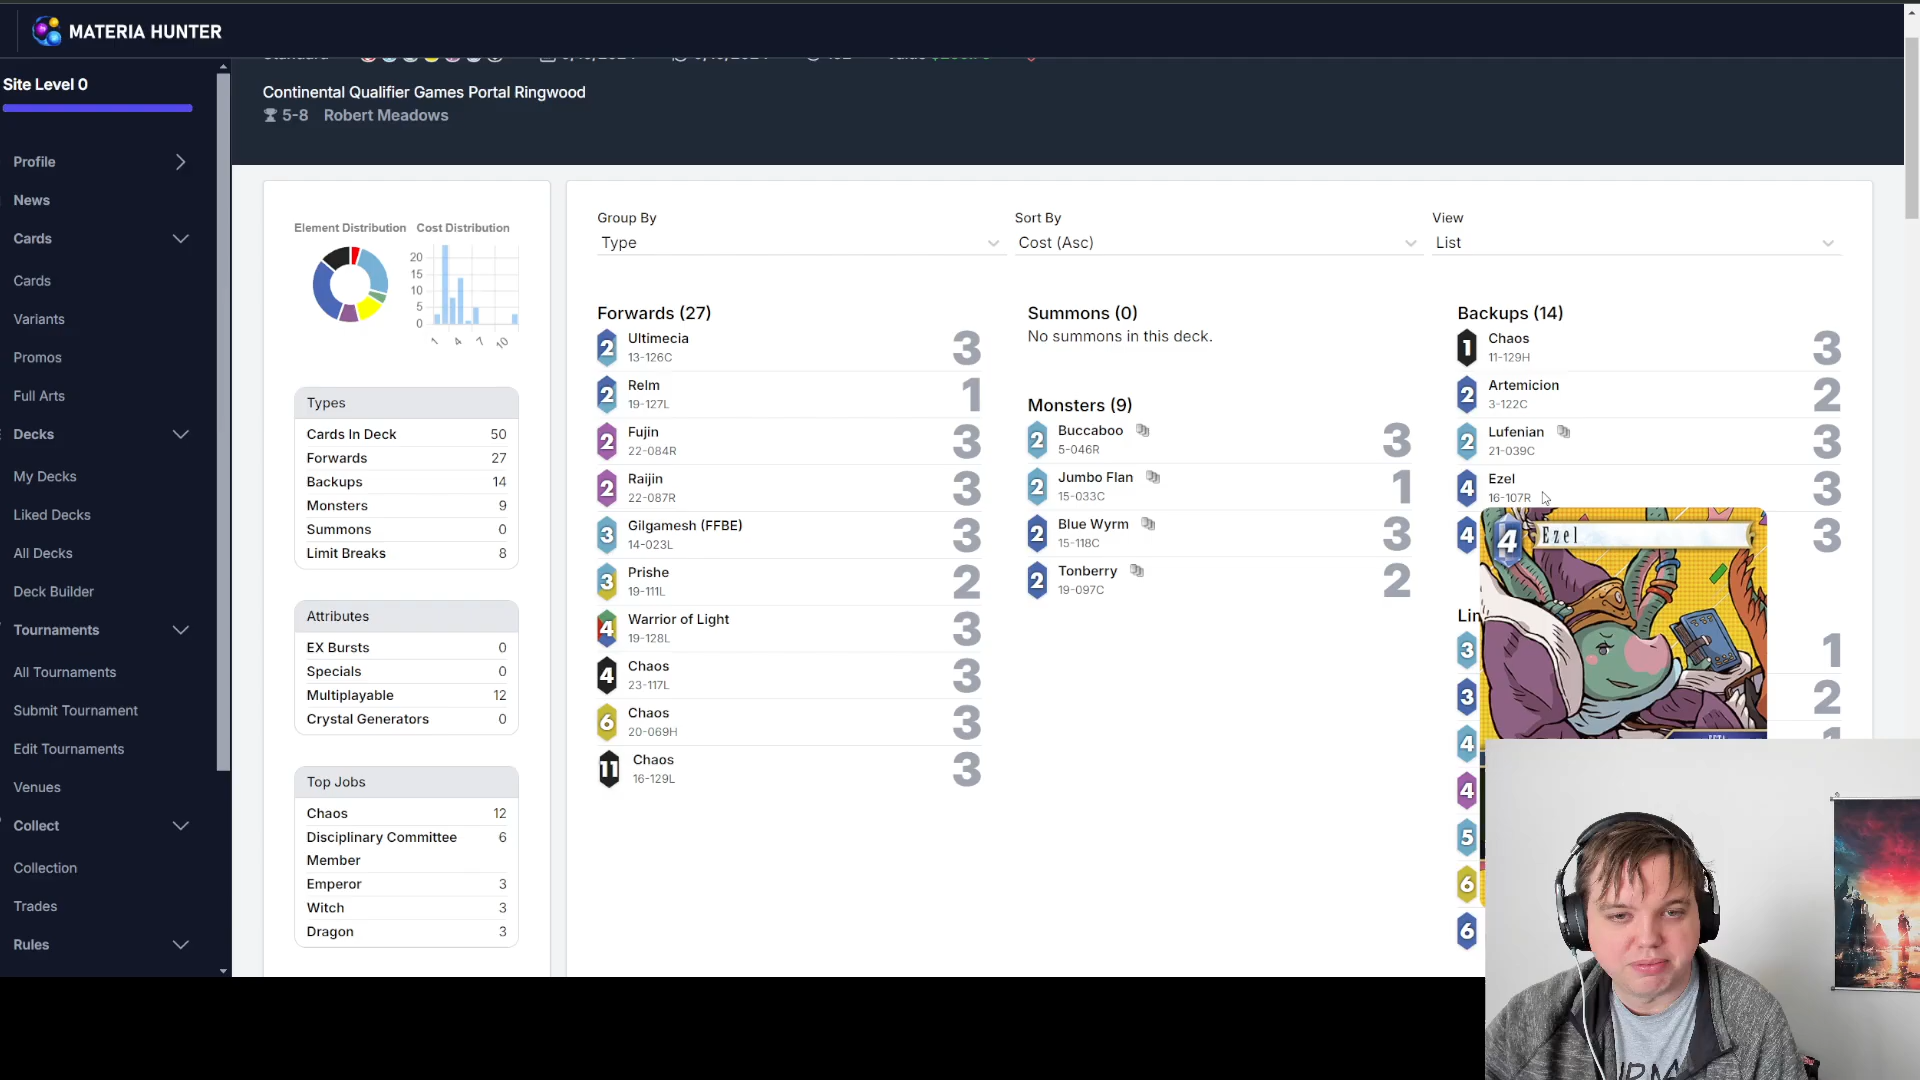 MATERIA HUNTER
Site Level 0
Profile
News
Cards
Cards
Variants
Promos
Full Arts
Decks
My Decks
Liked Decks
All Decks
Deck Builder
Tournaments
All Tournaments
Submit Tournament
Edit Tournaments
Venues
Collect
Collection
Trades
Rules
Continental Qualifier Games Portal Ringwood
5-8 Robert Meadows
Element Distribution
Cost Distribution
20
15
10
5
0
1 4 7 10
Types
Cards In Deck 50
Forwards 27
Backups 14
Monsters 9
Summons 0
Limit Breaks 8
Attributes
EX Bursts 0
Specials 0
Multiplayable 12
Crystal Generators 0
Top Jobs
Chaos 12
Disciplinary Committee Member 6
Emperor 3
Witch 3
Dragon 3
Group By
Type
Sort By
Cost (Asc)
View
List
Forwards (27)
2 Ultimecia 3
13-126C
2 Relm 1
19-127L
2 Fujin 3
22-084R
2 Raijin 3
22-087R
3 Gilgamesh (FFBE) 3
14-023L
3 Prishe 2
19-111L
4 Warrior of Light 3
19-128L
4 Chaos 3
23-117L
6 Chaos 3
20-069H
11 Chaos 3
16-129L
Summons (0)
No summons in this deck.
Monsters (9)
2 Buccaboo 3
5-046R
2 Jumbo Flan 1
15-033C
2 Blue Wyrm 3
15-118C
2 Tonberry 2
19-097C
Backups (14)
1 Chaos 3
11-129H
2 Artemicion 2
3-122C
2 Lufenian 3
21-039C
4 Ezel 3
16-107R
4 3
4 Ezel
3 1
3 2
4
4
5
6
6